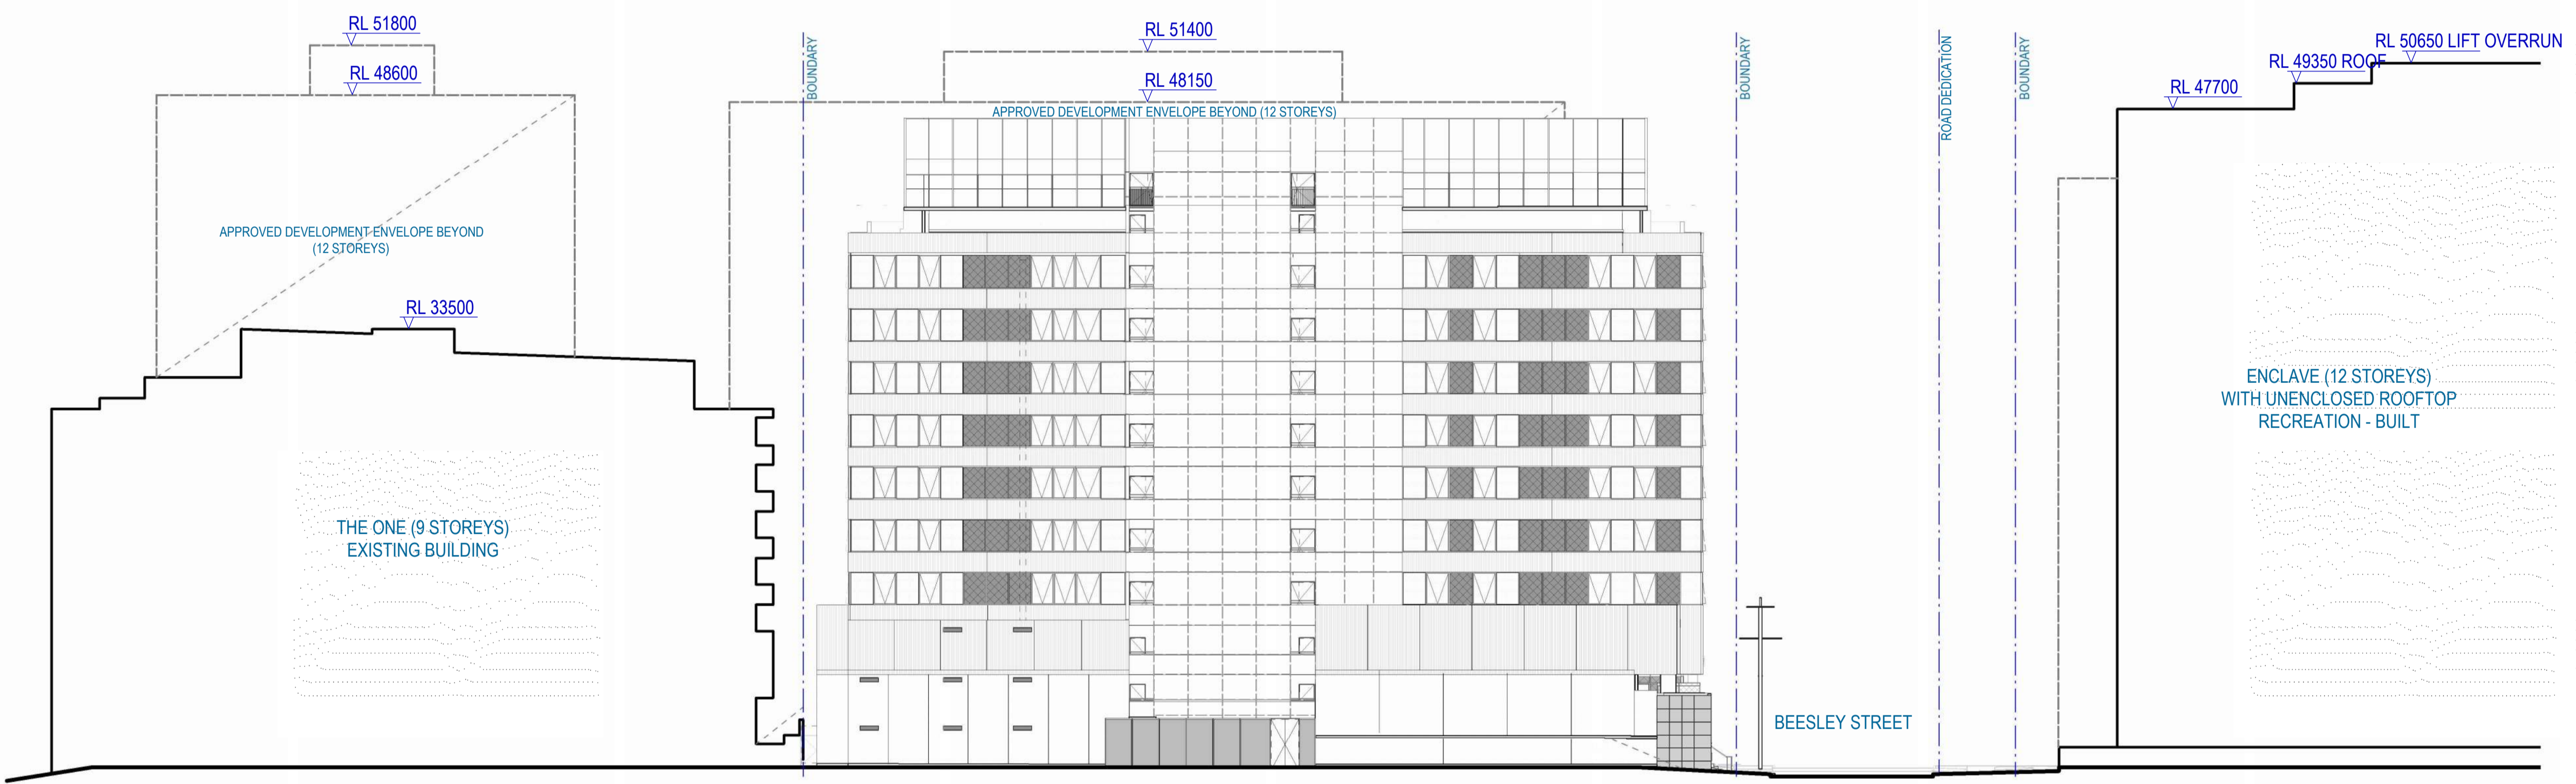 RL 51800
RL 48600
APPROVED DEVELOPMENT ENVELOPE BEYOND
(12 STOREYS)
RL 33500
THE ONE (9 STOREYS)
EXISTING BUILDING
BOUNDARY
RL 51400
RL 48150
APPROVED DEVELOPMENT ENVELOPE BEYOND (12 STOREYS)
BOUNDARY
BEESLEY STREET
ROAD DEDICATION
BOUNDARY
RL 47700
RL 49350 ROOF
RL 50650 LIFT OVERRUN
ENCLAVE (12 STOREYS)
WITH UNENCLOSED ROOFTOP
RECREATION - BUILT